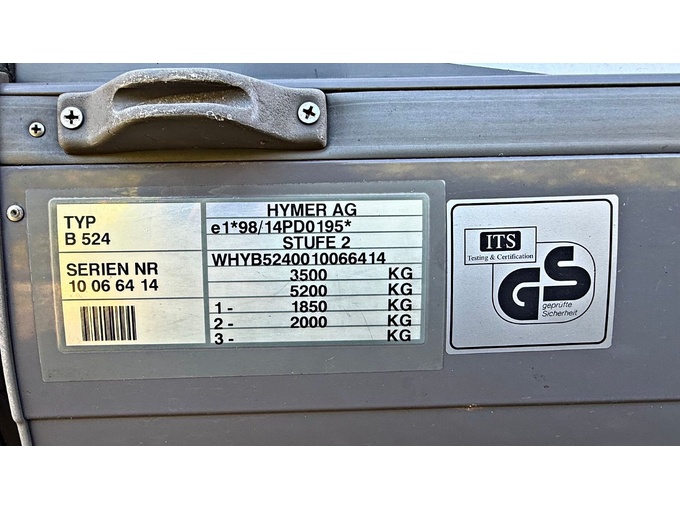 TYP
B 524
SERIEN NR
10 06 64 14
HYMER AG
e1*98/14PD0195*
STUFE 2
WHYB5240010066414
3500 KG
5200 KG
1 - 1850 KG
2 - 2000 KG
3 - KG
ITS
Testing & Certification
GS
geprüfte
Sicherheit